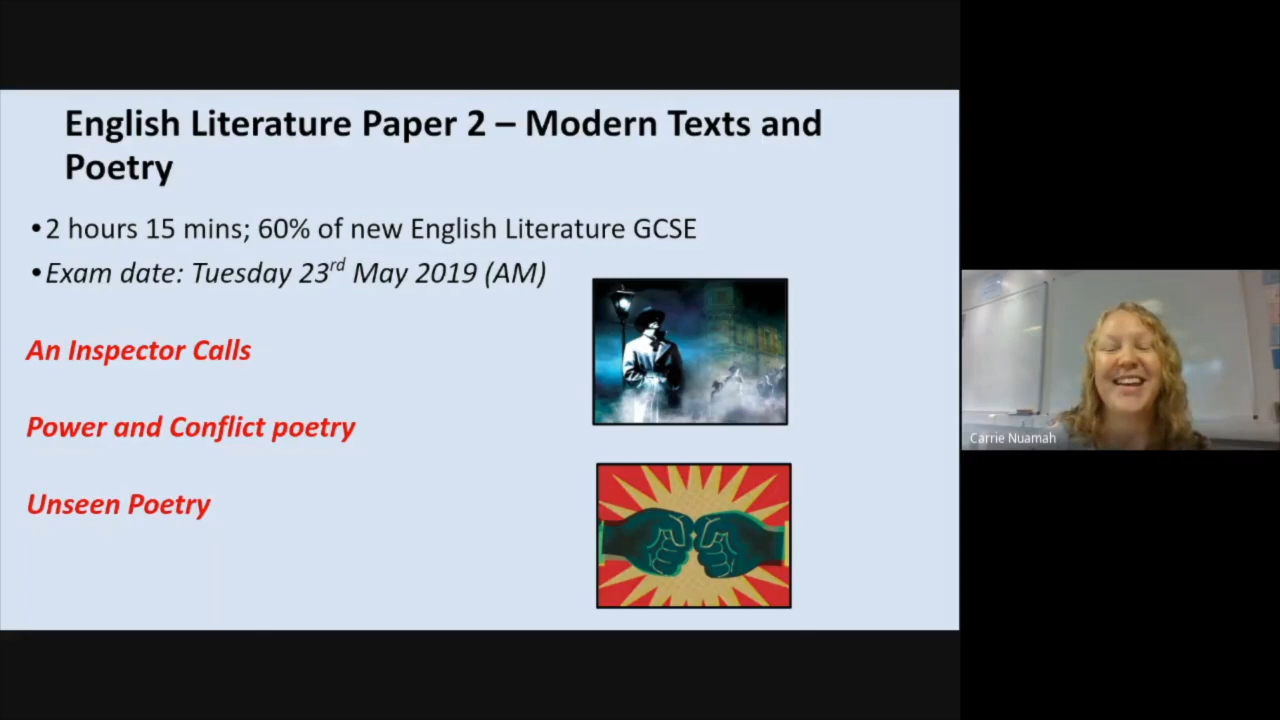 English Literature Paper 2 – Modern Texts and
Poetry
•2 hours 15 mins; 60% of new English Literature GCSE
•Exam date: Tuesday 23rd May 2019 (AM)
An Inspector Calls
Power and Conflict poetry
Unseen Poetry
Carrie Nuamah